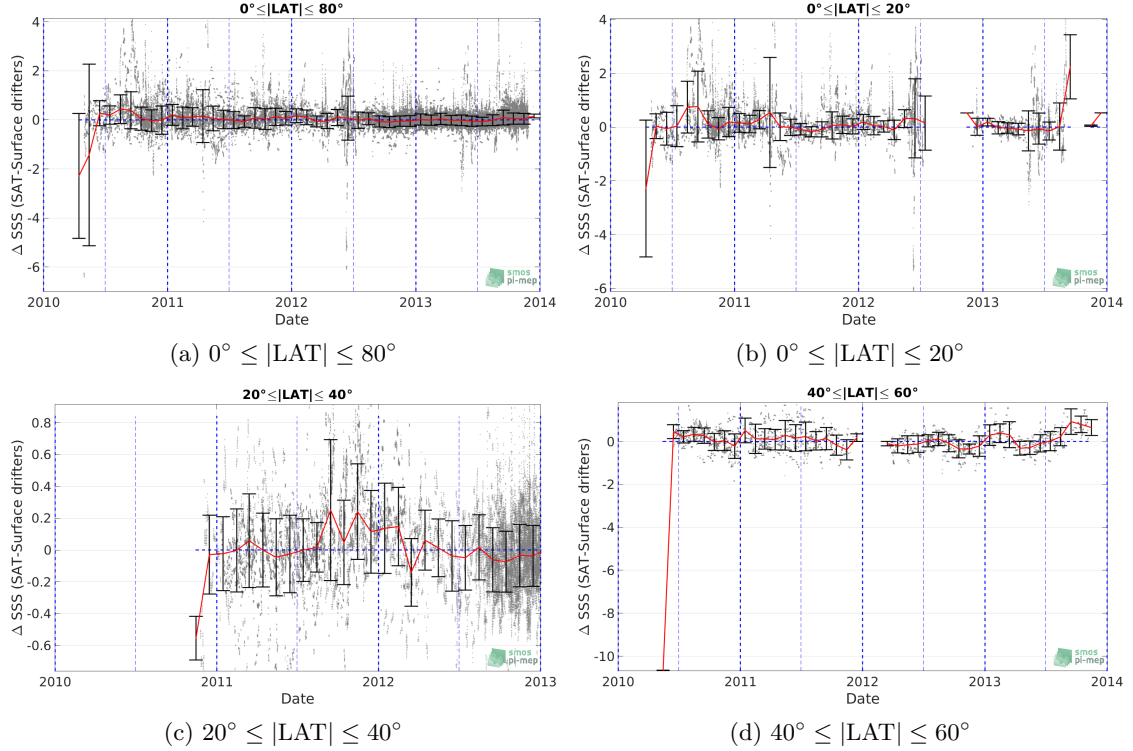 0°≤|LAT|≤ 80°
Δ SSS (SAT-Surface drifters)
4
2
0
-2
-4
-6
2010
2011
2012
2013
2014
Date
smos
pi-mep
(a) 0° ≤ |LAT| ≤ 80°
0°≤|LAT|≤ 20°
Δ SSS (SAT-Surface drifters)
4
2
0
-2
-4
-6
2010
2011
2012
2013
2014
Date
smos
pi-mep
(b) 0° ≤ |LAT| ≤ 20°
20°≤|LAT|≤ 40°
Δ SSS (SAT-Surface drifters)
0.8
0.6
0.4
0.2
0
-0.2
-0.4
-0.6
2010
2011
2012
2013
Date
smos
pi-mep
(c) 20° ≤ |LAT| ≤ 40°
40°≤|LAT|≤ 60°
Δ SSS (SAT-Surface drifters)
0
-2
-4
-6
-8
-10
2010
2011
2012
2013
2014
Date
smos
pi-mep
(d) 40° ≤ |LAT| ≤ 60°